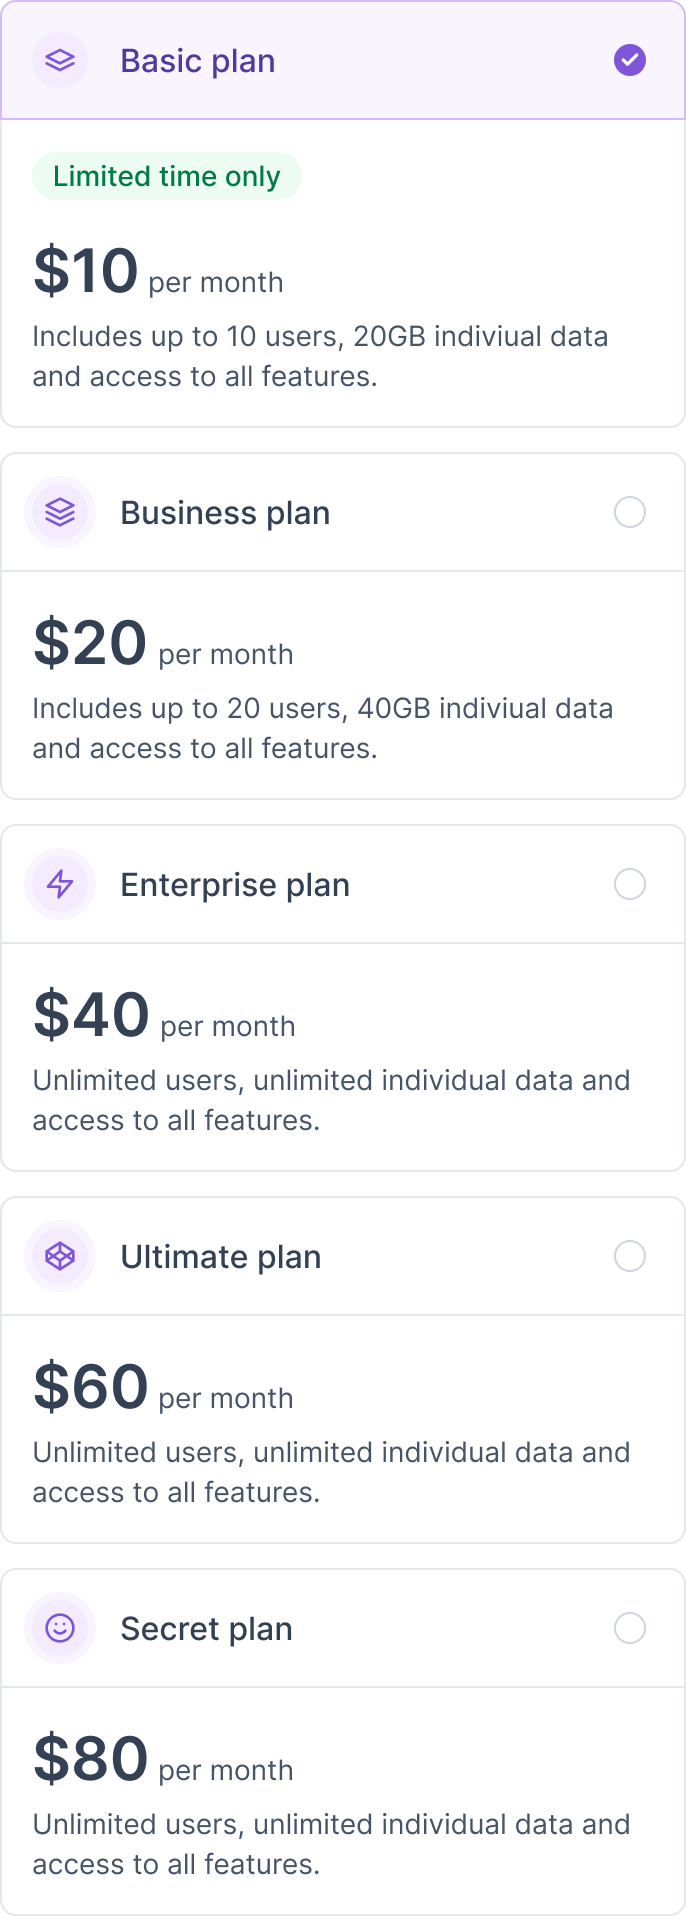 Basic plan
Limited time only
$10 per month
Includes up to 10 users, 20GB indiviual data
and access to all features.
Business plan
$20 per month
Includes up to 20 users, 40GB indiviual data
and access to all features.
Enterprise plan
$40 per month
Unlimited users, unlimited individual data and
access to all features.
Ultimate plan
$60 per month
Unlimited users, unlimited individual data and
access to all features.
Secret plan
$80 per month
Unlimited users, unlimited individual data and
access to all features.